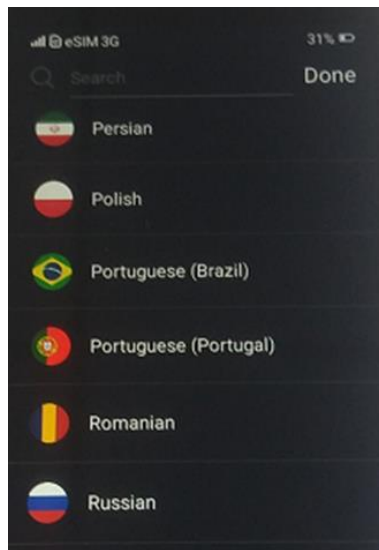 eSIM 3G 31%
Search Done
Persian
Polish
Portuguese (Brazil)
Portuguese (Portugal)
Romanian
Russian